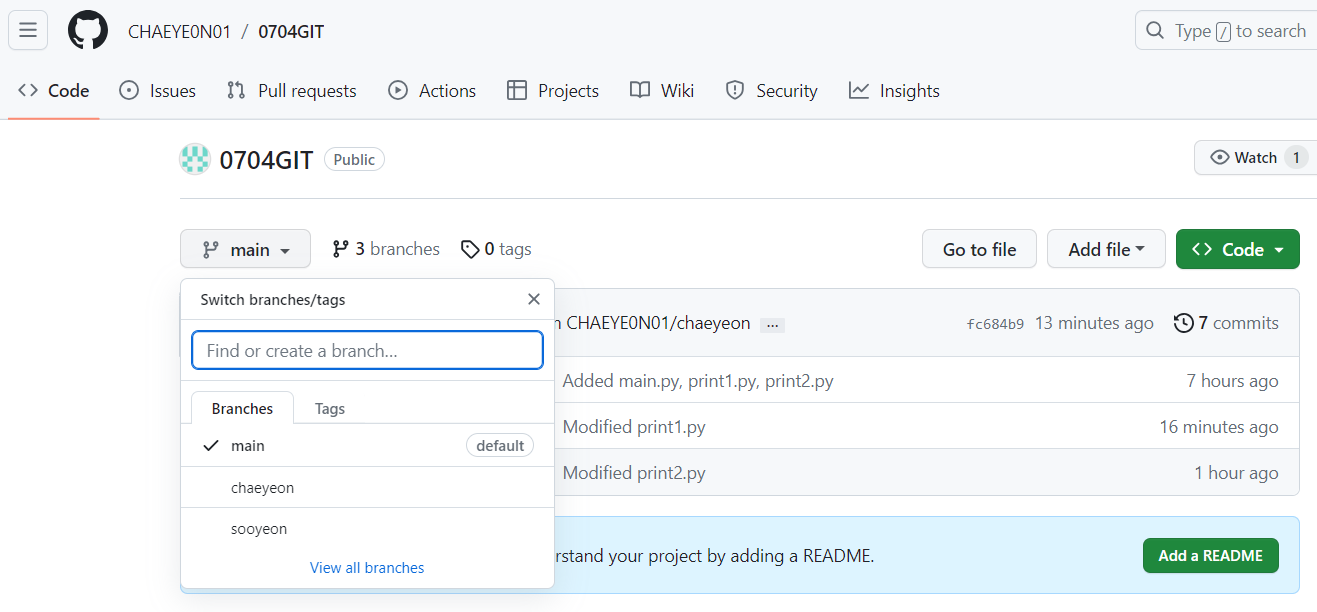 CHAEYE0N01 / 0704GIT
Type / to search
Code Issues Pull requests Actions Projects Wiki Security Insights
0704GIT Public
Watch 1
main 3 branches 0 tags
Go to file Add file Code
Switch branches/tags
Find or create a branch...
Branches Tags
main default
chaeyeon
sooyeon
View all branches
CHAEYE0N01/chaeyeon ... fc684b9 13 minutes ago 7 commits
Added main.py, print1.py, print2.py 7 hours ago
Modified print1.py 16 minutes ago
Modified print2.py 1 hour ago
your project by adding a README. Add a README